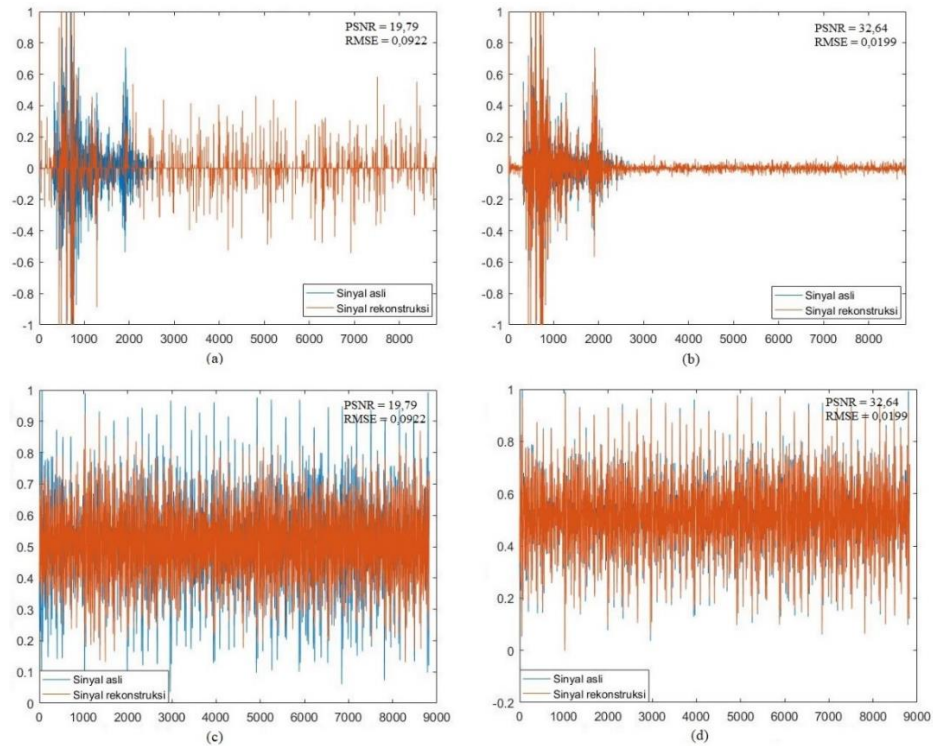 PSNR = 19,79
RMSE = 0,0922
1
0.8
0.6
0.4
0.2
0
-0.2
-0.4
-0.6
-0.8
-1
Sinyal asli
Sinyal rekonstruksi
0 1000 2000 3000 4000 5000 6000 7000 8000
(a)
PSNR = 32,64
RMSE = 0,0199
1
0.8
0.6
0.4
0.2
0
-0.2
-0.4
-0.6
-0.8
-1
Sinyal asli
Sinyal rekonstruksi
0 1000 2000 3000 4000 5000 6000 7000 8000
(b)
PSNR = 19,79
RMSE = 0,0922
1
0.9
0.8
0.7
0.6
0.5
0.4
0.3
0.2
0.1
0
Sinyal asli
Sinyal rekonstruksi
0 1000 2000 3000 4000 5000 6000 7000 8000 9000
(c)
PSNR = 32,64
RMSE = 0,0199
1
0.8
0.6
0.4
0.2
0
-0.2
Sinyal asli
Sinyal rekonstruksi
0 1000 2000 3000 4000 5000 6000 7000 8000 9000
(d)